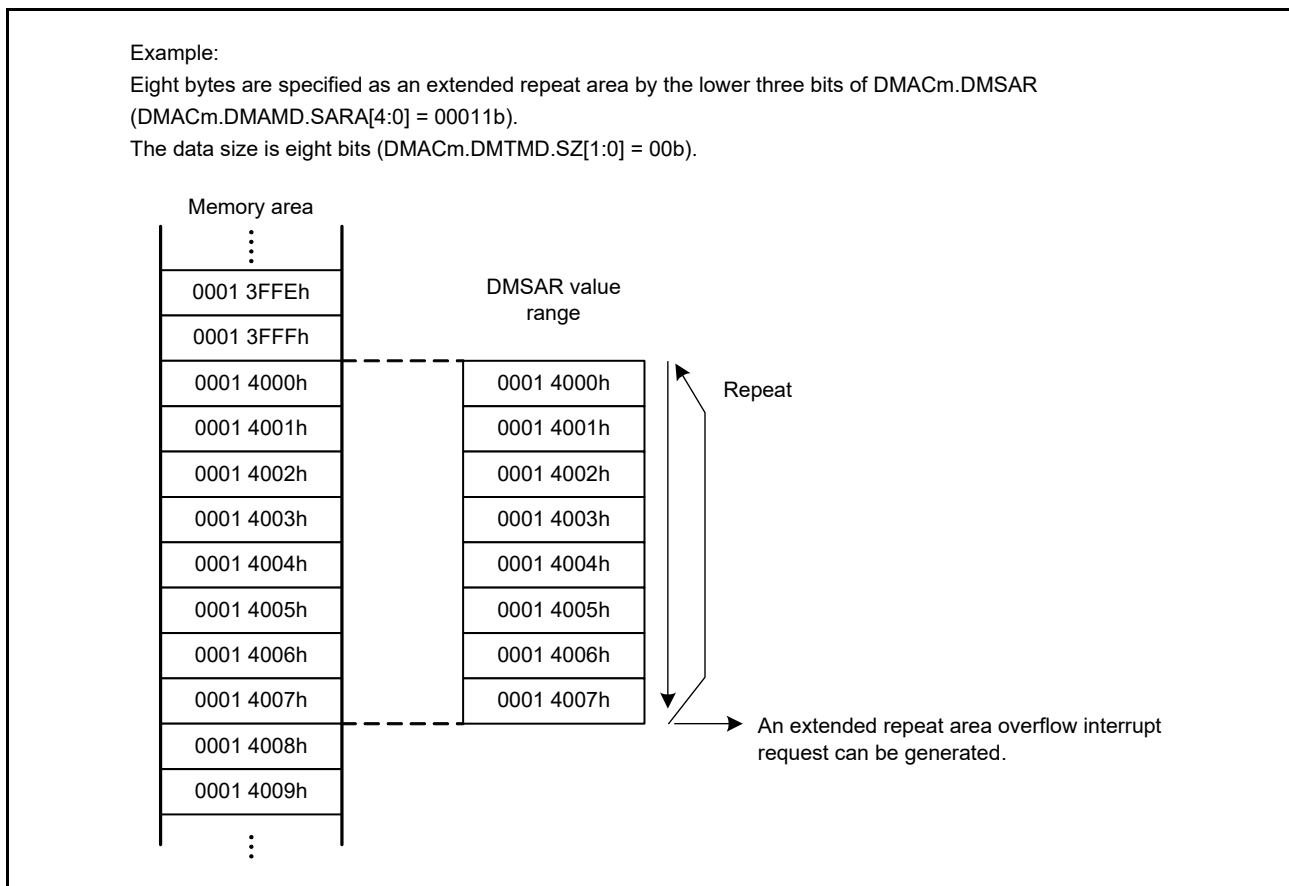 Example:
Eight bytes are specified as an extended repeat area by the lower three bits of DMACm.DMSAR
(DMACm.DMAMD.SARA[4:0] = 00011b).
The data size is eight bits (DMACm.DMTMD.SZ[1:0] = 00b).
Memory area
0001 3FFEh
0001 3FFFh
0001 4000h
0001 4001h
0001 4002h
0001 4003h
0001 4004h
0001 4005h
0001 4006h
0001 4007h
0001 4008h
0001 4009h
DMSAR value
range
0001 4000h
0001 4001h
0001 4002h
0001 4003h
0001 4004h
0001 4005h
0001 4006h
0001 4007h
Repeat
An extended repeat area overflow interrupt
request can be generated.